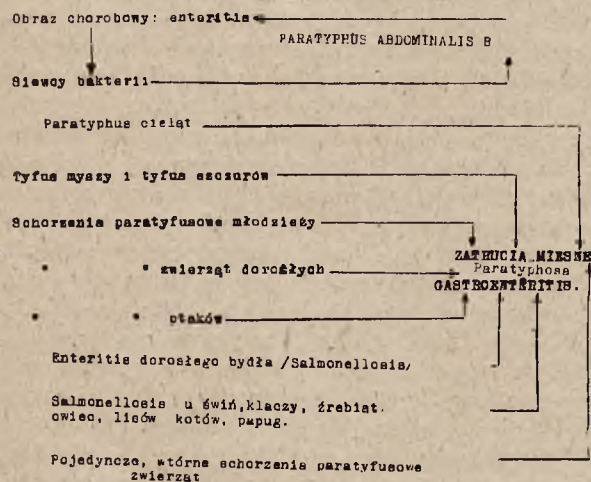 Obraz chorobowy: enteritis
PARATYPHUS ABDOMINALIS B
Siewcy bakterii
Paratyphus cieląt
Tyfus myszy i tyfus szczurów
Schorzenia paratyfusowe młodzieży
ZATRUCIA MIĘSNE
" " zwierząt dorosłych
Paratyphosa
GASTROENTERITIS.
" " ptaków
Enteritis dorosłego bydła /Salmonellosis/
Salmonellosis u świń, klaczy, źrebiąt.
owiec, lisów kotów, papug.
Pojedyncze, wtórne schorzenia paratyfusowe
zwierząt